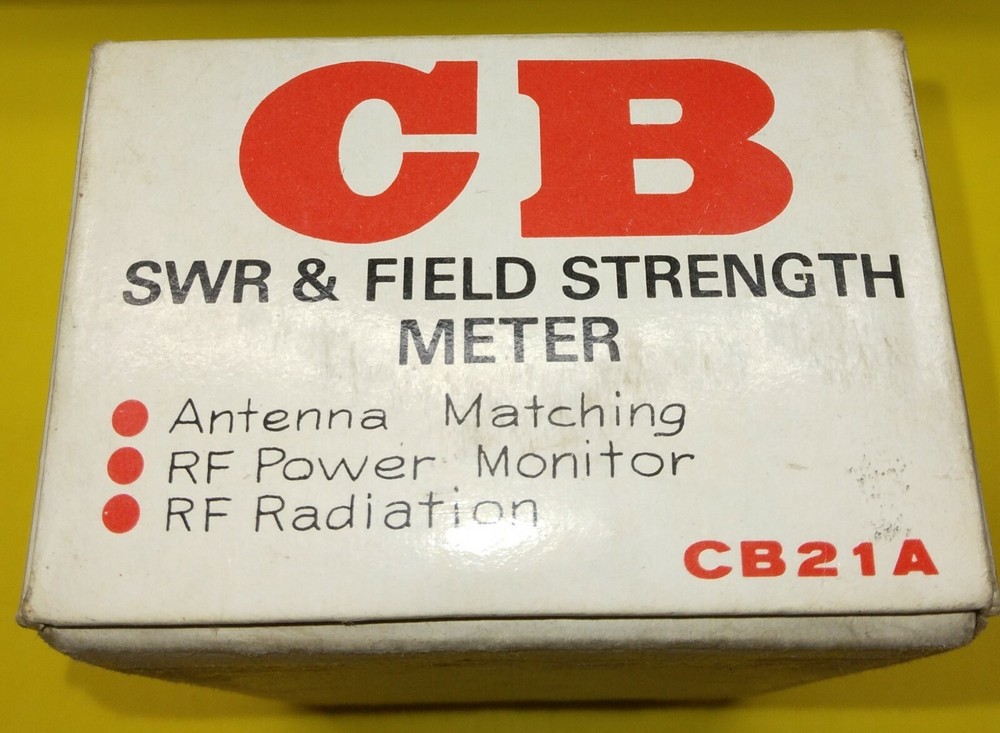 CB
SWR & FIELD STRENGTH
METER
Antenna Matching
RF Power Monitor
RF Radiation
CB21A